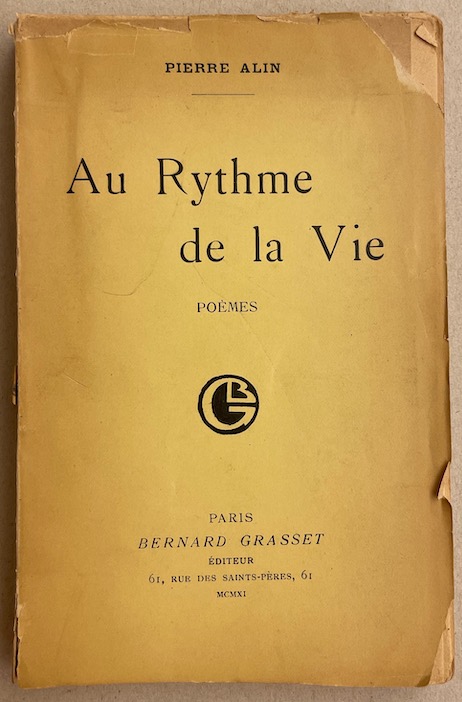 PIERRE ALIN
Au Rythme
de la Vie
POÈMES
BG
PARIS
BERNARD GRASSET
ÉDITEUR
61, RUE DES SAINTS-PÈRES, 61
MCMXI